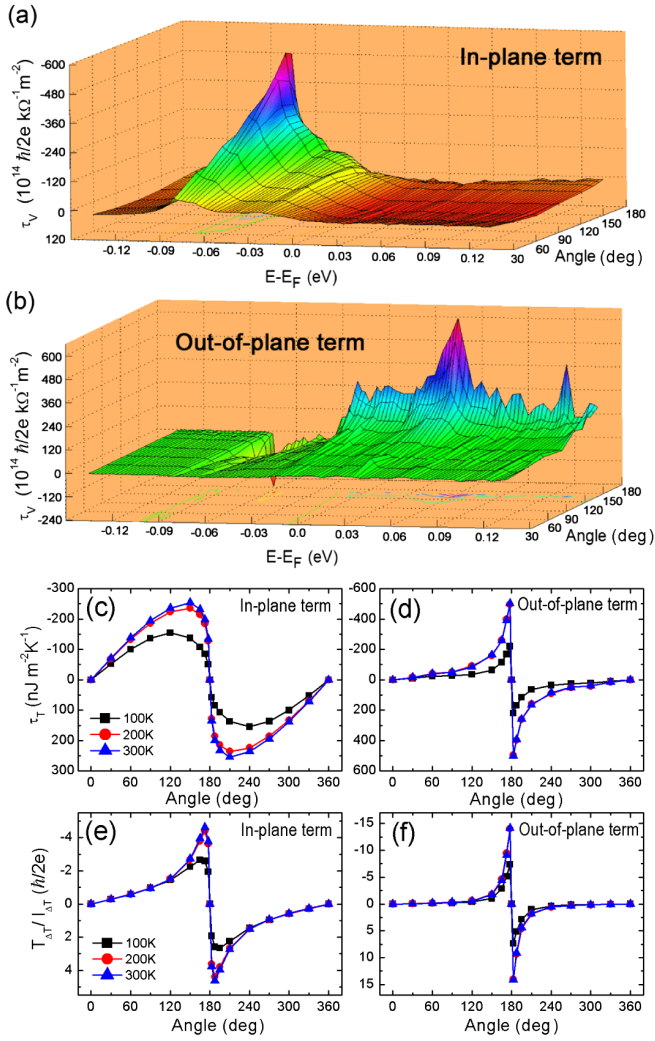 (a)
In-plane term
τV (10¹⁴ ħ/2e kΩ⁻¹m⁻²)
-600
-480
-360
-240
-120
0
120
-0.12
-0.09
-0.06
-0.03
0.0
0.03
0.06
0.09
0.12
30
60
90
120
150
180
E-EF (eV)
Angle (deg)
(b)
Out-of-plane term
τV (10¹⁴ ħ/2e kΩ⁻¹m⁻²)
600
480
360
240
120
0
-120
-240
-0.12
-0.09
-0.06
-0.03
0.0
0.03
0.06
0.09
0.12
30
60
90
120
150
180
E-EF (eV)
Angle (deg)
(c)
In-plane term
τT (nJ m⁻²K⁻¹)
-300
-200
-100
0
100
200
300
100K
200K
300K
0 60 120 180 240 300 360
Angle (deg)
(d)
Out-of-plane term
-600
-400
-200
0
200
400
600
0 60 120 180 240 300 360
Angle (deg)
(e)
In-plane term
TΔT/IΔT (ħ/2e)
-4
-2
0
2
4
100K
200K
300K
0 60 120 180 240 300 360
Angle (deg)
(f)
Out-of-plane term
-15
-10
-5
0
5
10
15
0 60 120 180 240 300 360
Angle (deg)